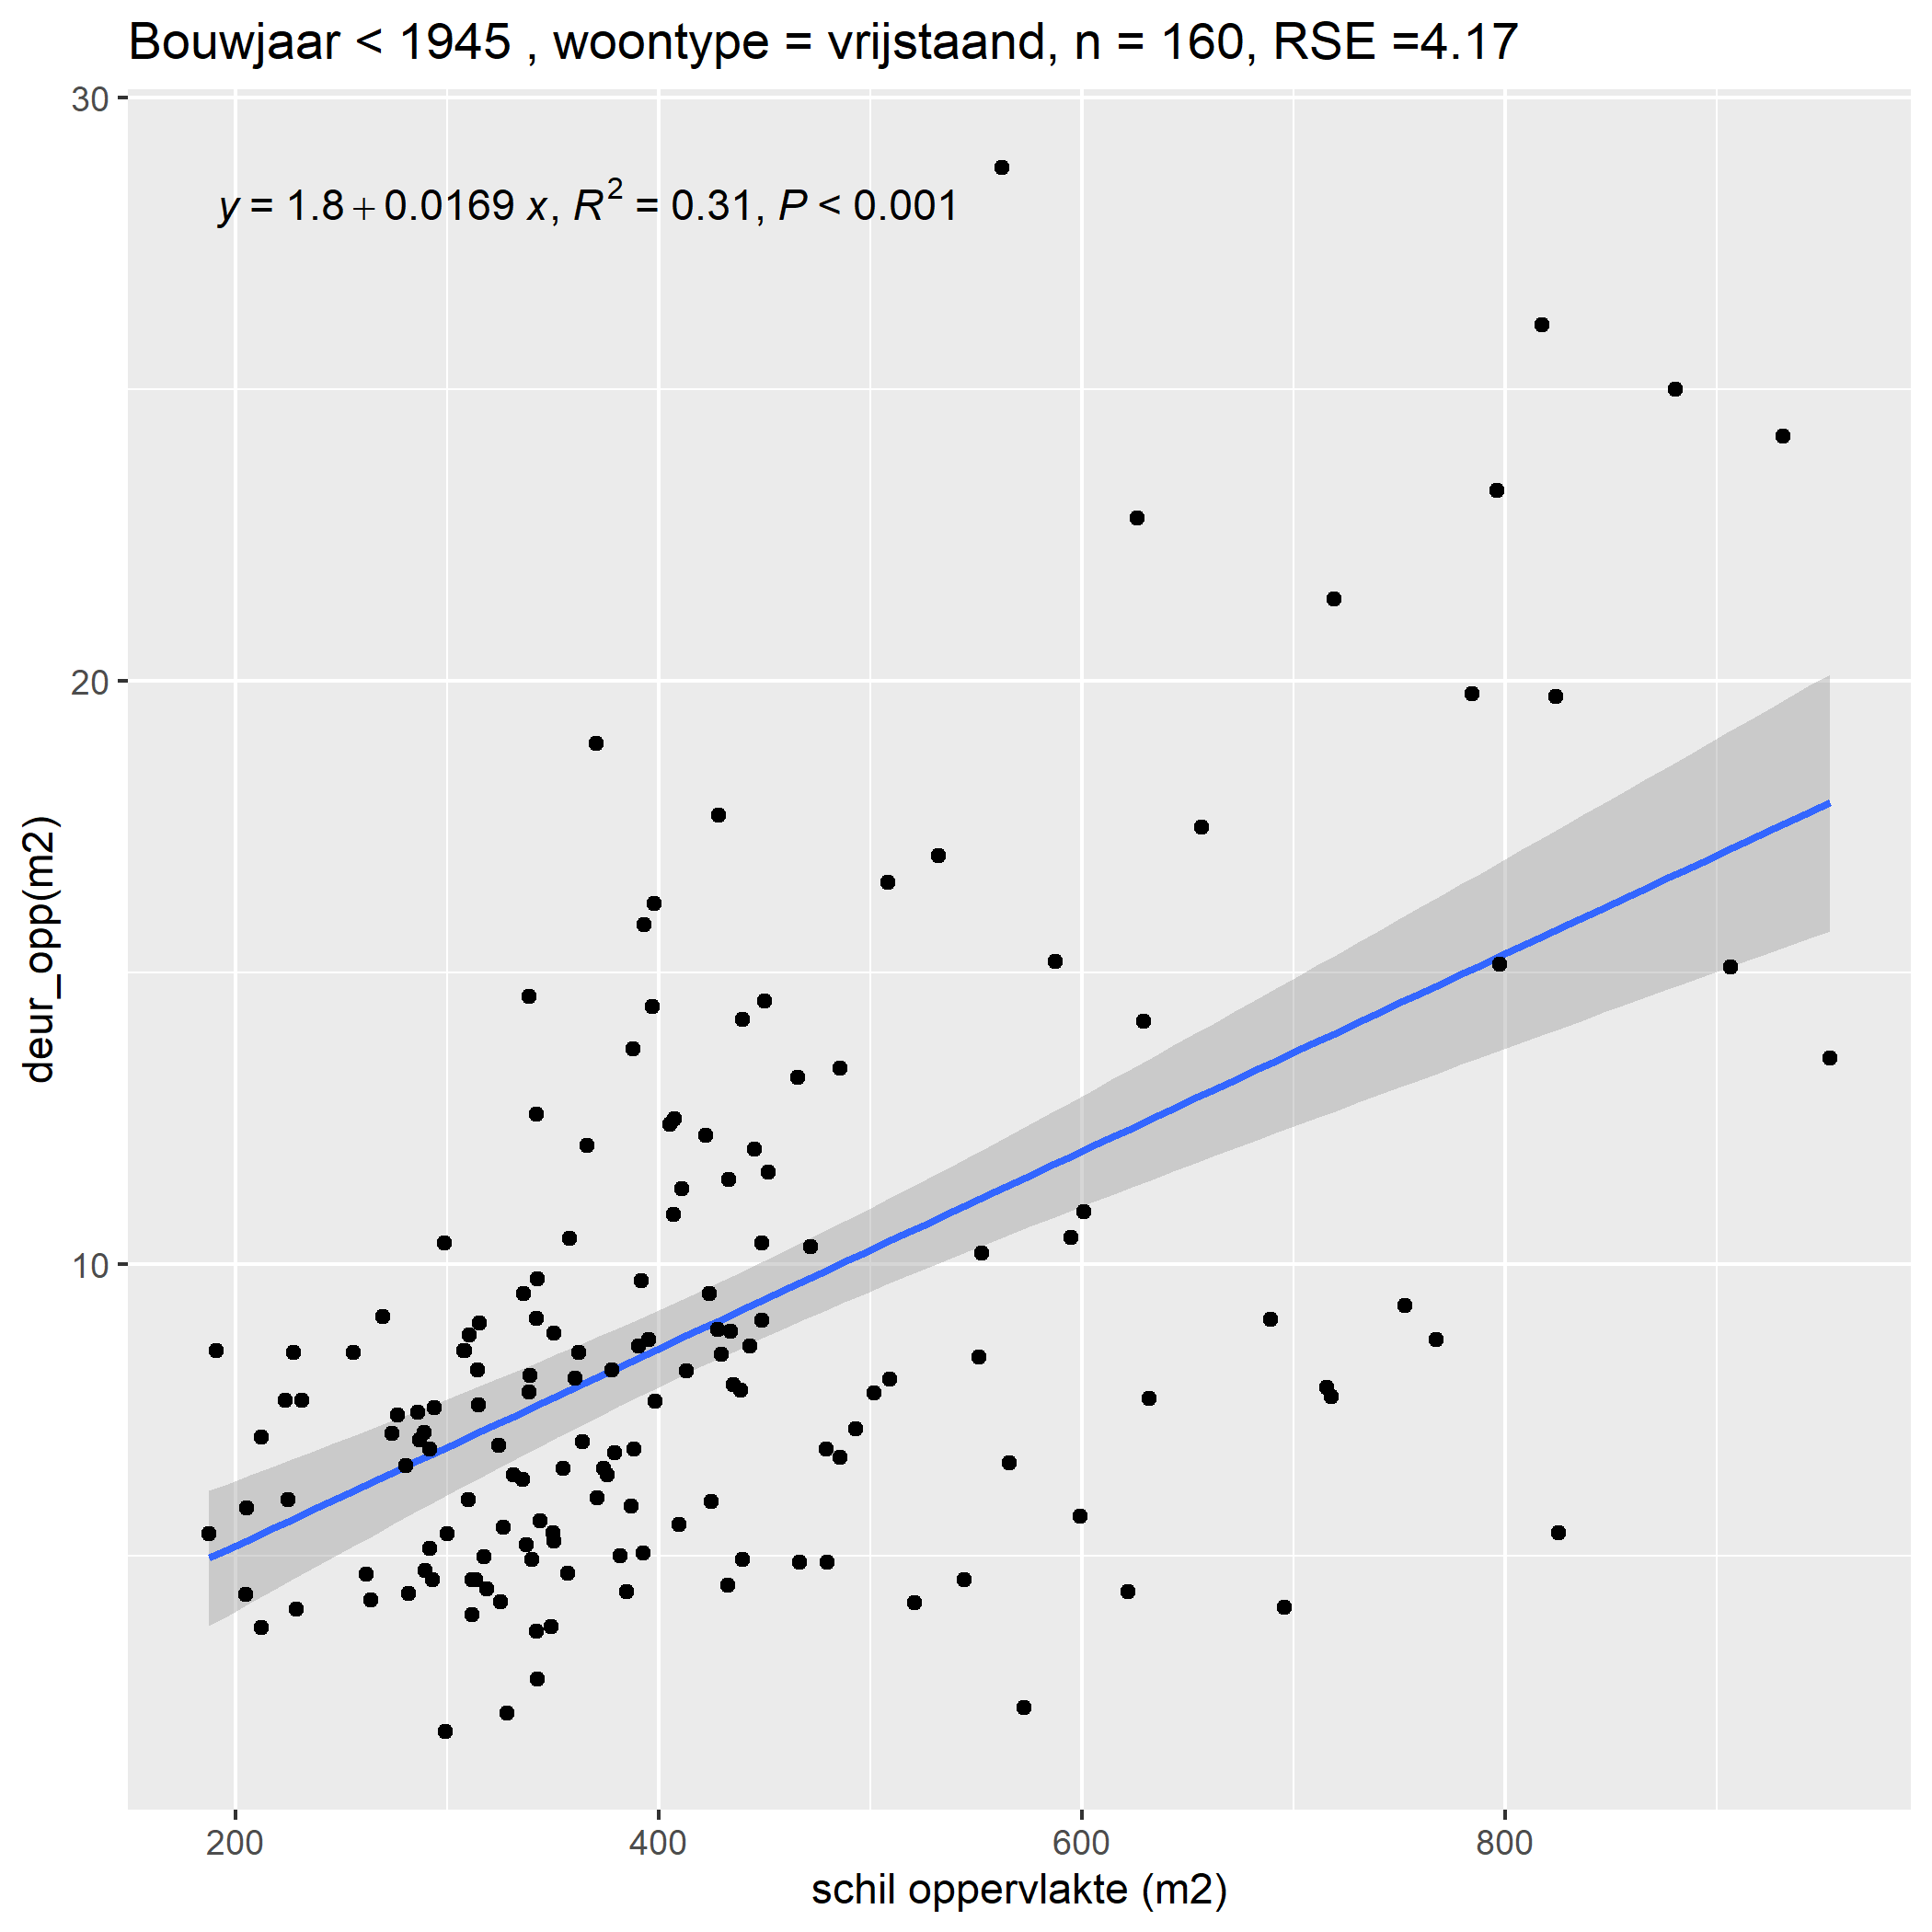 Bouwjaar < 1945 , woontype = vrijstaand, n = 160, RSE =4.17
30
y = 1.8 + 0.0169 x, R² = 0.31, P < 0.001
20
deur_opp(m2)
10
200 400 600 800
schil oppervlakte (m2)